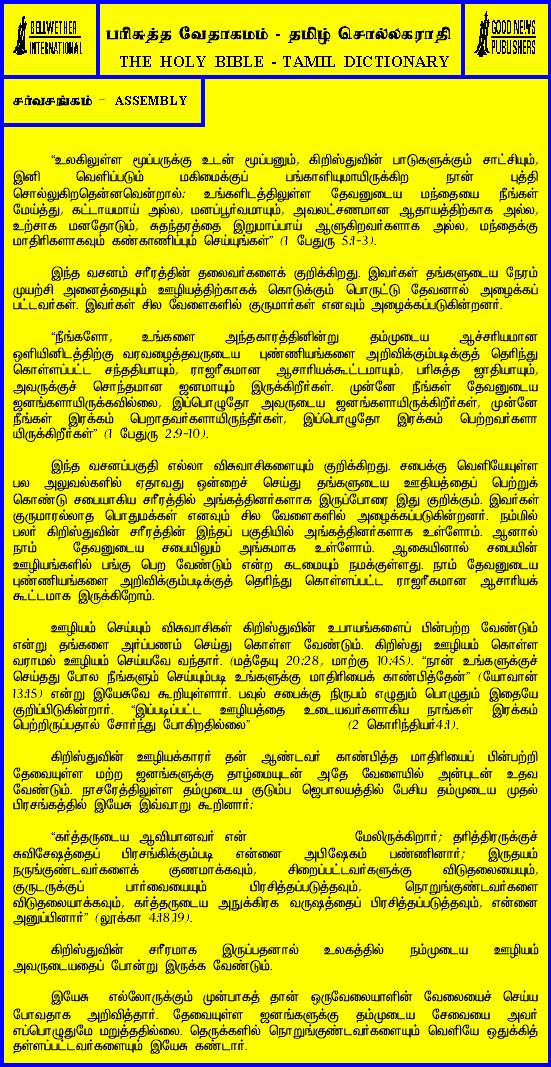 BELLWETHER
INTERNATIONAL
பரிசுத்த வேதாகமம் - தமிழ் சொல்லகராதி
THE HOLY BIBLE - TAMIL DICTIONARY
GOOD NEWS
PUBLISHERS
சர்வசங்கம் - ASSEMBLY
“உலகிலுள்ள மூப்பருக்கு உடன் மூப்பனும், கிறிஸ்துவின் பாடுகளுக்கும் சாட்சியும்,
இனி வெளிப்படும் மகிமைக்குப் பங்காளியுமாயிருக்கிற நான் புத்தி
சொல்லுகிறதென்னவென்றால்: உங்களிடத்திலுள்ள தேவனுடைய மந்தையை நீங்கள்
மேய்த்து, கட்டாயமாய் அல்ல, மனப்பூர்வமாயும், அவலட்சணமான ஆதாயத்திற்காக அல்ல,
உற்சாக மனதோடும், சுதந்தரத்தை இறுமாப்பாய் ஆளுகிறவர்களாக அல்ல, மந்தைக்கு
மாதிரிகளாகவும் கண்காணிப்பும் செய்யுங்கள்” (1 பேதுரு 5:1-3).
இந்த வசனம் சரீரத்தின் தலைவர்களைக் குறிக்கிறது. இவர்கள் தங்களுடைய நேரம்
முயற்சி அனைத்தையும் ஊழியத்திற்காகக் கொடுக்கும் பொருட்டு தேவனால் அழைக்கப்
பட்டவர்கள். இவர்கள் சில வேளைகளில் குருமார்கள் எனவும் அழைக்கப்படுகின்றனர்.
“நீங்களோ, உங்களை அந்தகாரத்தினின்று தம்முடைய ஆச்சரியமான
ஒளியினிடத்திற்கு வரவழைத்தவருடைய புண்ணியங்களை அறிவிக்கும்படிக்குத் தெரிந்து
கொள்ளப்பட்ட சந்ததியாயும், ராஜரீகமான ஆசாரியக்கூட்டமாயும், பரிசுத்த ஜாதியாயும்,
அவருக்குச் சொந்தமான ஜனமாயும் இருக்கிறீர்கள். முன்னே நீங்கள் தேவனுடைய
ஜனங்களாயிருக்கவில்லை, இப்பொழுதோ அவருடைய ஜனங்களாயிருக்கிறீர்கள், முன்னே
நீங்கள் இரக்கம் பெறாதவர்களாயிருந்தீர்கள், இப்பொழுதோ இரக்கம் பெற்றவர்களா
யிருக்கிறீர்கள்” (1 பேதுரு 2.9-10).
இந்த வசனப்பகுதி எல்லா விசுவாசிகளையும் குறிக்கிறது. சபைக்கு வெளியேயுள்ள
பல அலுவல்களில் ஏதாவது ஒன்றைச் செய்து தங்களுடைய ஊதியத்தைப் பெற்றுக்
கொண்டு சபையாகிய சரீரத்தில் அங்கத்தினர்களாக இருப்போரை இது குறிக்கும். இவர்கள்
குருமாரல்லாத பொதுமக்கள் எனவும் சில வேளைகளில் அழைக்கப்படுகின்றனர். நம்மில்
பலர் கிறிஸ்துவின் சரீரத்தின் இந்தப் பகுதியில் அங்கத்தினர்களாக உள்ளோம். ஆனால்
நாம் தேவனுடைய சபையிலும் அங்கமாக உள்ளோம். ஆகையினால் சபையின்
ஊழியங்களில் பங்கு பெற வேண்டும் என்ற கடமையும் நமக்குள்ளது. நாம் தேவனுடைய
புண்ணியங்களை அறிவிக்கும்படிக்குத் தெரிந்து கொள்ளப்பட்ட ராஜரீகமான ஆசாரியக்
கூட்டமாக இருக்கிறோம்.
ஊழியம் செய்யும் விசுவாசிகள் கிறிஸ்துவின் உபாயங்களைப் பின்பற்ற வேண்டும்
என்று தங்களை அர்ப்பணம் செய்து கொள்ள வேண்டும். கிறிஸ்து ஊழியம் கொள்ள
வராமல் ஊழியம் செய்யவே வந்தார். (மத்தேயு 20:28, மாற்கு 10:45). “நான் உங்களுக்குச்
செய்தது போல நீங்களும் செய்யும்படி உங்களுக்கு மாதிரியைக் காண்பித்தேன்” (யோவான்
13:15) என்று இயேசுவே கூறியுள்ளார். பவுல் சபைக்கு நிருபம் எழுதும் பொழுதும் இதையே
குறிப்பிடுகின்றார். “இப்படிப்பட்ட ஊழியத்தை உடையவர்களாகிய நாங்கள் இரக்கம்
பெற்றிருப்பதால் சோர்ந்து போகிறதில்லை” (2 கொரிந்தியர்4:1).
கிறிஸ்துவின் ஊழியக்காரர் தன் ஆண்டவர் காண்பித்த மாதிரியைப் பின்பற்றி
தேவையுள்ள மற்ற ஜனங்களுக்கு தாழ்மையுடன் அதே வேளையில் அன்புடன் உதவ
வேண்டும். நாசரேத்திலுள்ள தம்முடைய குடும்ப ஜெபாலயத்தில் பேசிய தம்முடைய முதல்
பிரசங்கத்தில் இயேசு இவ்வாறு கூறினார்:
“கர்த்தருடைய ஆவியானவர் என் மேலிருக்கிறார்; தரித்திரருக்குச்
சுவிசேஷத்தைப் பிரசங்கிக்கும்படி என்னை அபிஷேகம் பண்ணினார்; இருதயம்
நருங்குண்டவர்களைக் குணமாக்கவும், சிறைப்பட்டவர்களுக்கு விடுதலையையும்,
குருடருக்குப் பார்வையையும் பிரசித்தப்படுத்தவும், நொறுங்குண்டவர்களை
விடுதலையாக்கவும், கர்த்தருடைய அநுக்கிரக வருஷத்தைப் பிரசித்தப்படுத்தவும், என்னை
அனுப்பினார்” (லூக்கா 4:18,19).
கிறிஸ்துவின் சரீரமாக இருப்பதனால் உலகத்தில் நம்முடைய ஊழியம்
அவருடையதைப் போன்று இருக்க வேண்டும்.
இயேசு எல்லோருக்கும் முன்பாகத் தான் ஒருவேலையாளின் வேலையைச் செய்ய
போவதாக அறிவித்தார். தேவையுள்ள ஜனங்களுக்கு தம்முடைய சேவையை அவர்
எப்பொழுதுமே மறுத்ததில்லை. தெருக்களில் நொறுங்குண்டவர்களையும் வெளியே ஒதுக்கித்
தள்ளப்பட்டவர்களையும் இயேசு கண்டார்.